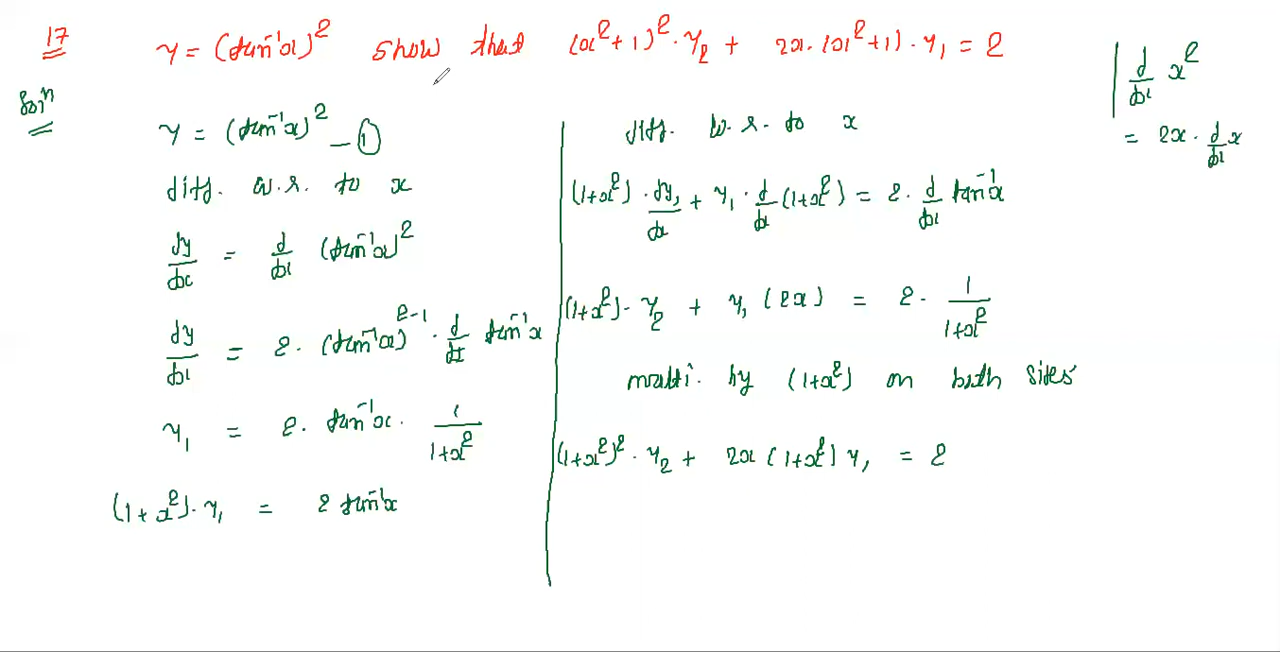 17 y = (tan⁻¹x)² show that (x²+1)²·y₂ + 2x·(x²+1)·y₁ = 2
Solⁿ
y = (tan⁻¹x)² — ①
diff. w.r. to x
dy/dx = d/dx (tan⁻¹x)²
dy/dx = 2·(tan⁻¹x)²⁻¹ · d/dx tan⁻¹x
y₁ = 2· tan⁻¹x · 1/1+x²
(1+x²)·y₁ = 2 tan⁻¹x
diff. w.r. to x
(1+x²)·dy₁/dx + y₁·d/dx(1+x²) = 2·d/dx tan⁻¹x
(1+x²)·y₂ + y₁(2x) = 2· 1/1+x²
multi. by (1+x²) on both sides
(1+x²)²·y₂ + 2x(1+x²)y₁ = 2
d/dx x²
= 2x·d/dx x